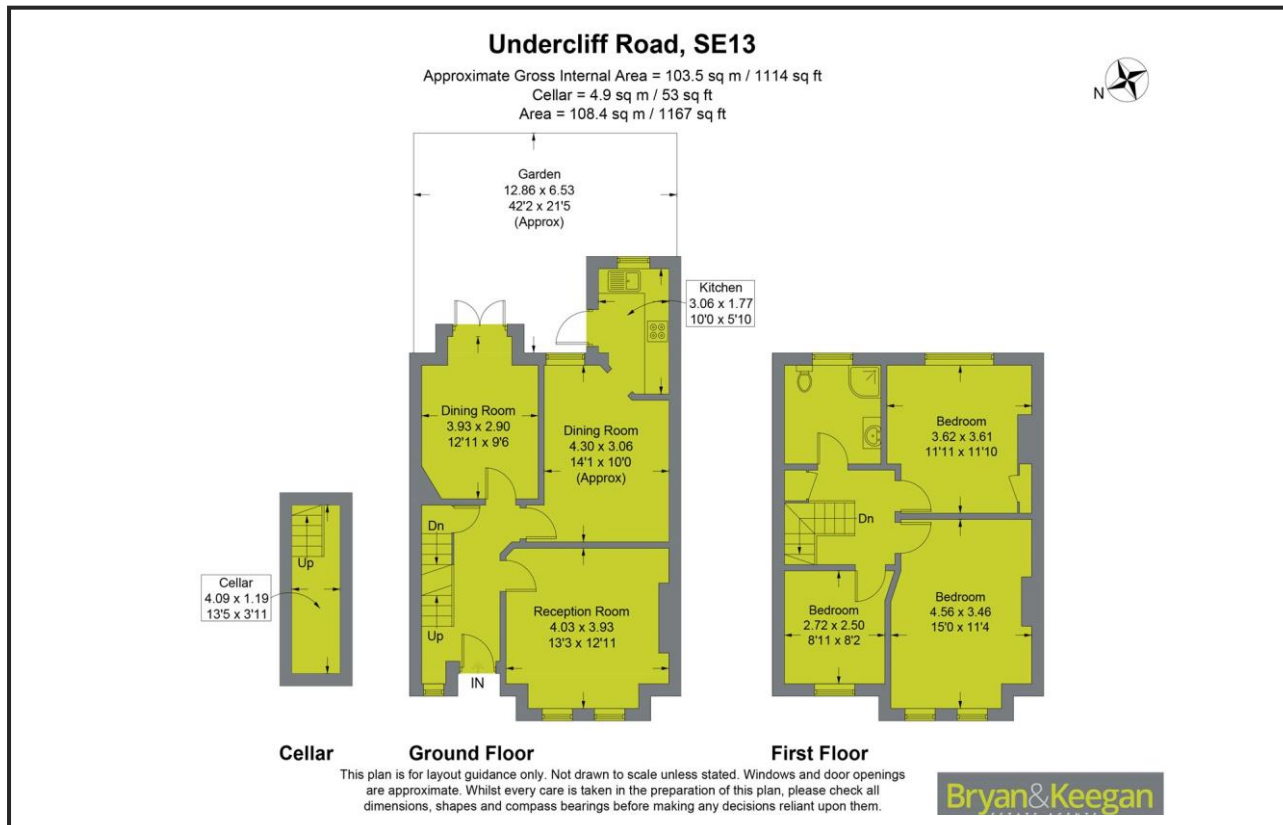 Undercliff Road, SE13
Approximate Gross Internal Area = 103.5 sq m / 1114 sq ft
Cellar = 4.9 sq m / 53 sq ft
Area = 108.4 sq m / 1167 sq ft
N
Garden
12.86 x 6.53
42'2 x 21'5
(Approx)
Kitchen
3.06 x 1.77
10'0 x 5'10
Dining Room
3.93 x 2.90
12'11 x 9'6
Dining Room
4.30 x 3.06
14'1 x 10'0
(Approx)
Dn
Up
Reception Room
4.03 x 3.93
13'3 x 12'11
IN
Up
Cellar
4.09 x 1.19
13'5 x 3'11
Bedroom
3.62 x 3.61
11'11 x 11'10
Dn
Bedroom
2.72 x 2.50
8'11 x 8'2
Bedroom
4.56 x 3.46
15'0 x 11'4
Cellar
Ground Floor
First Floor
This plan is for layout guidance only. Not drawn to scale unless stated. Windows and door openings
are approximate. Whilst every care is taken in the preparation of this plan, please check all
dimensions, shapes and compass bearings before making any decisions reliant upon them.
Bryan&Keegan